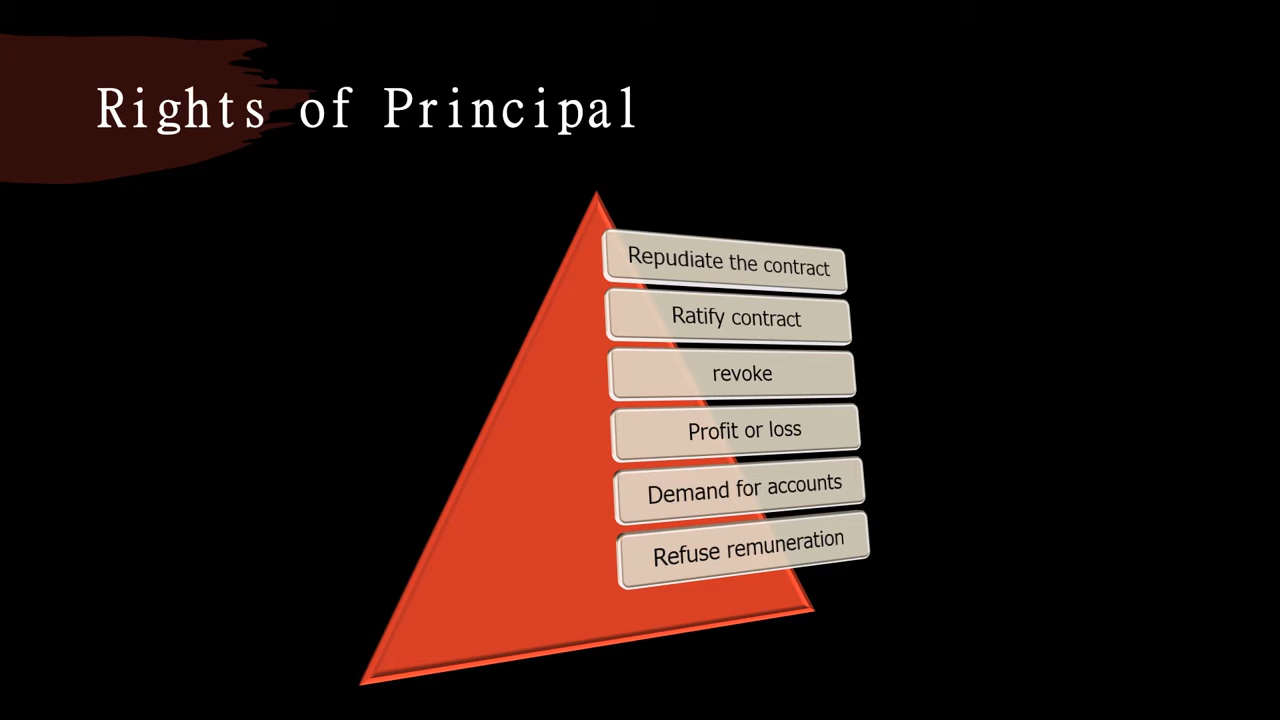 Rights of Principal
Repudiate the contract
Ratify contract
revoke
Profit or loss
Demand for accounts
Refuse remuneration